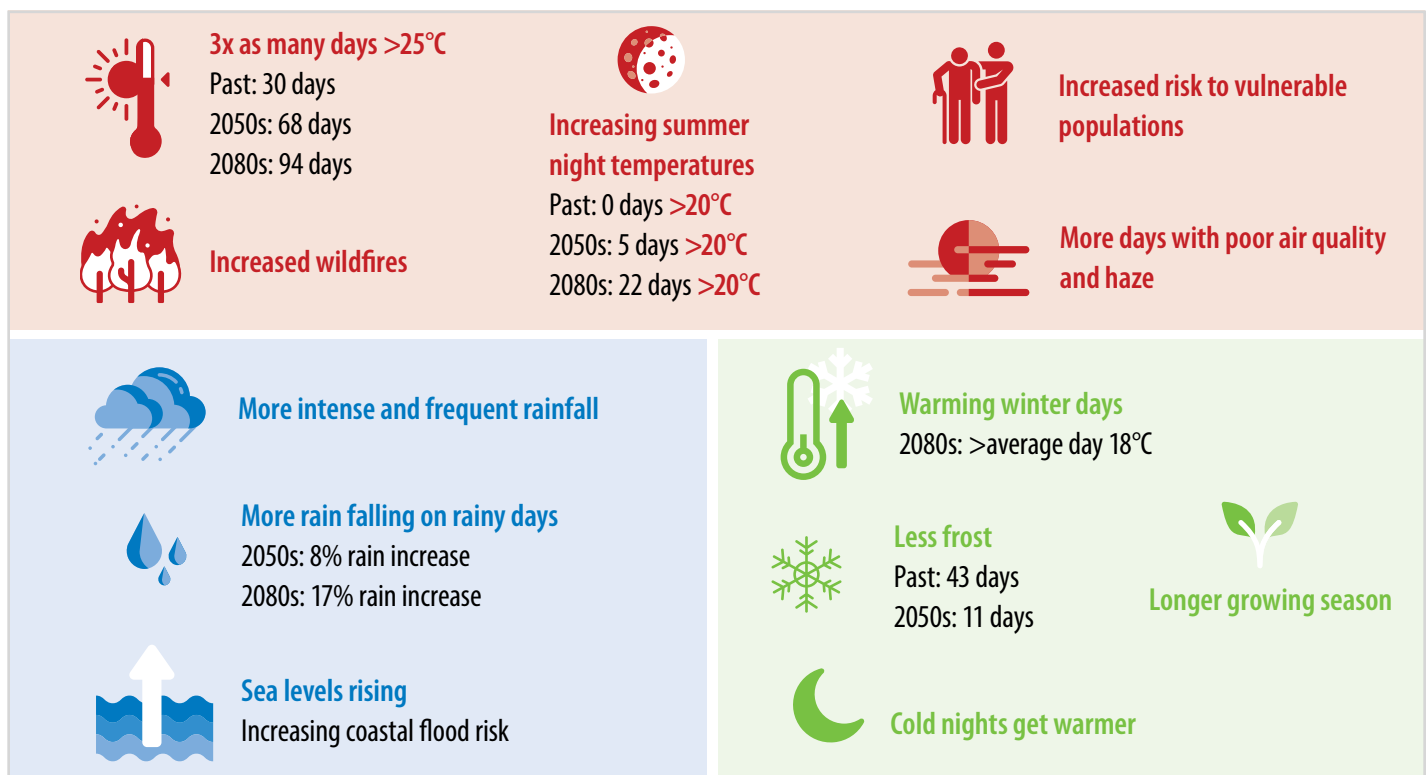 3x as many days >25°C
Past: 30 days
2050s: 68 days
2080s: 94 days
Increased wildfires
Increasing summer
night temperatures
Past: 0 days >20°C
2050s: 5 days >20°C
2080s: 22 days >20°C
Increased risk to vulnerable
populations
More days with poor air quality
and haze
More intense and frequent rainfall
More rain falling on rainy days
2050s: 8% rain increase
2080s: 17% rain increase
Sea levels rising
Increasing coastal flood risk
Warming winter days
2080s: >average day 18°C
Less frost
Past: 43 days
2050s: 11 days
Longer growing season
Cold nights get warmer